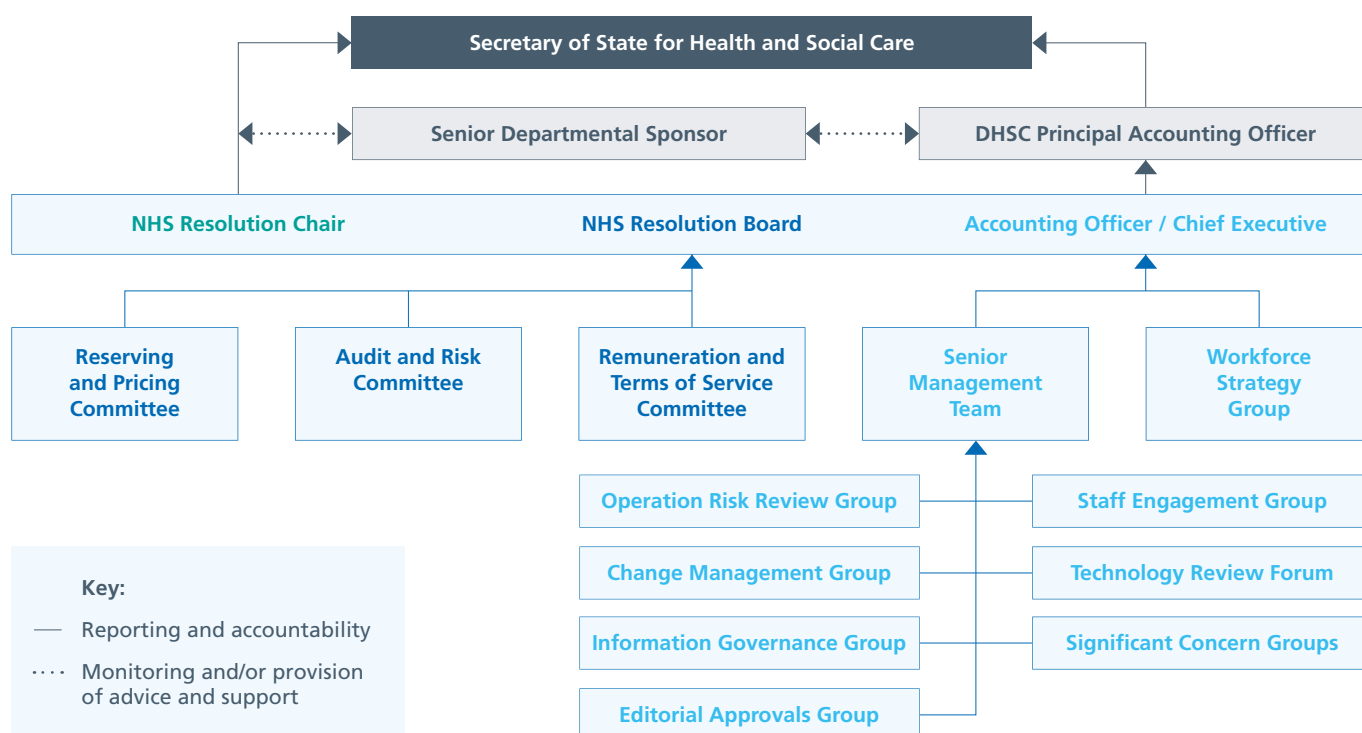 Secretary of State for Health and Social Care
Senior Departmental Sponsor
DHSC Principal Accounting Officer
NHS Resolution Chair
NHS Resolution Board
Accounting Officer / Chief Executive
Reserving
and Pricing
Committee
Audit and Risk
Committee
Remuneration and
Terms of Service
Committee
Senior
Management
Team
Workforce
Strategy
Group
Operation Risk Review Group
Staff Engagement Group
Change Management Group
Technology Review Forum
Information Governance Group
Significant Concern Groups
Editorial Approvals Group
Key:
Reporting and accountability
Monitoring and/or provision
of advice and support